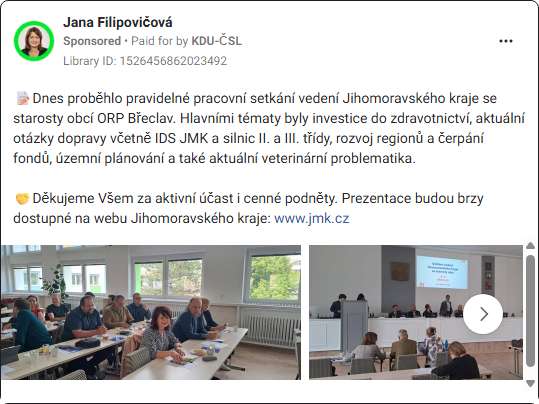 Jana Filipovičová
Sponsored • Paid for by KDU-ČSL
Library ID: 1526456862023492
Dnes proběhlo pravidelné pracovní setkání vedení Jihomoravského kraje se
starosty obcí ORP Břeclav. Hlavními tématy byly investice do zdravotnictví, aktuální
otázky dopravy včetně IDS JMK a silnic II. a III. třídy, rozvoj regionů a čerpání
fondů, územní plánování a také aktuální veterinární problematika.
Děkujeme Všem za aktivní účast i cenné podněty. Prezentace budou brzy
dostupné na webu Jihomoravského kraje: www.jmk.cz